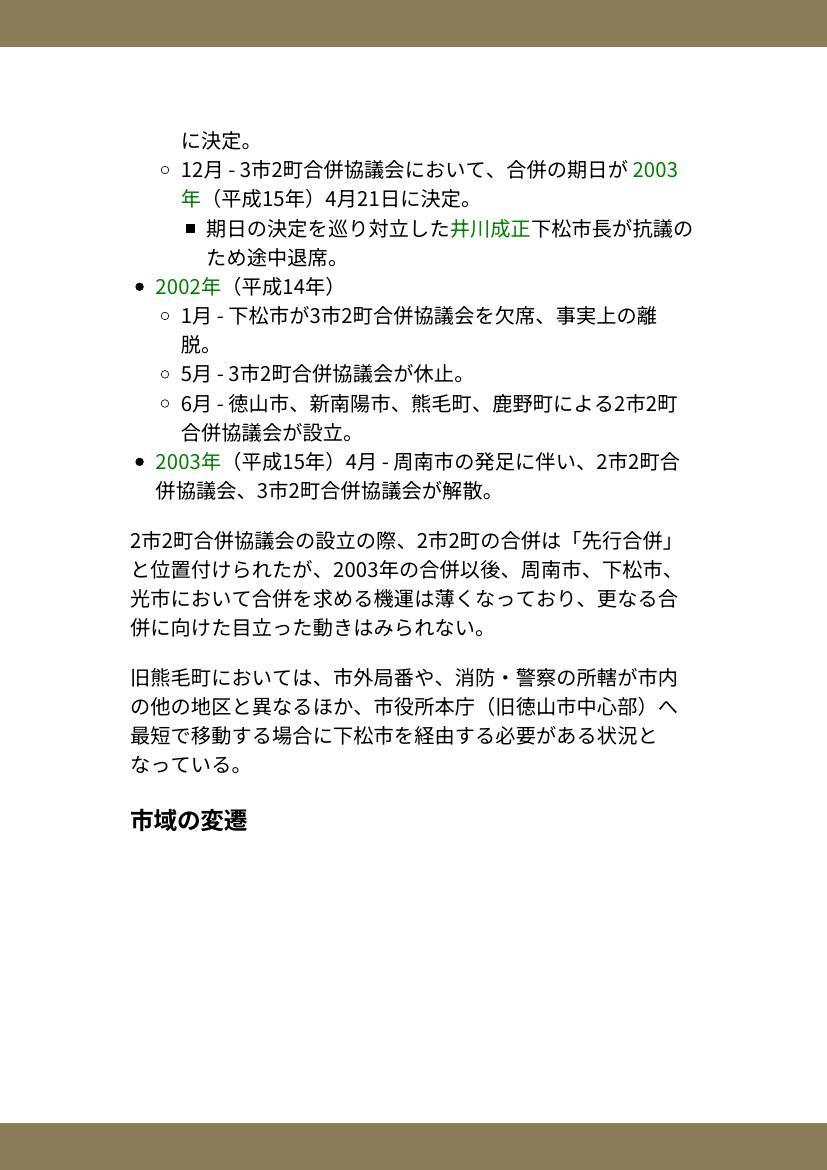 に決定。
12月 - 3市2町合併協議会において、合併の期日が 2003
年（平成15年）4月21日に決定。
期日の決定を巡り対立した井川成正下松市長が抗議の
ため途中退席。
2002年（平成14年）
1月 - 下松市が3市2町合併協議会を欠席、事実上の離
脱。
5月 - 3市2町合併協議会が休止。
6月 - 徳山市、新南陽市、熊毛町、鹿野町による2市2町
合併協議会が設立。
2003年（平成15年）4月 - 周南市の発足に伴い、2市2町合
併協議会、3市2町合併協議会が解散。
2市2町合併協議会の設立の際、2市2町の合併は「先行合併」
と位置付けられたが、2003年の合併以後、周南市、下松市、
光市において合併を求める機運は薄くなっており、更なる合
併に向けた目立った動きはみられない。
旧熊毛町においては、市外局番や、消防・警察の所轄が市内
の他の地区と異なるほか、市役所本庁（旧徳山市中心部）へ
最短で移動する場合に下松市を経由する必要がある状況と
なっている。
市域の変遷